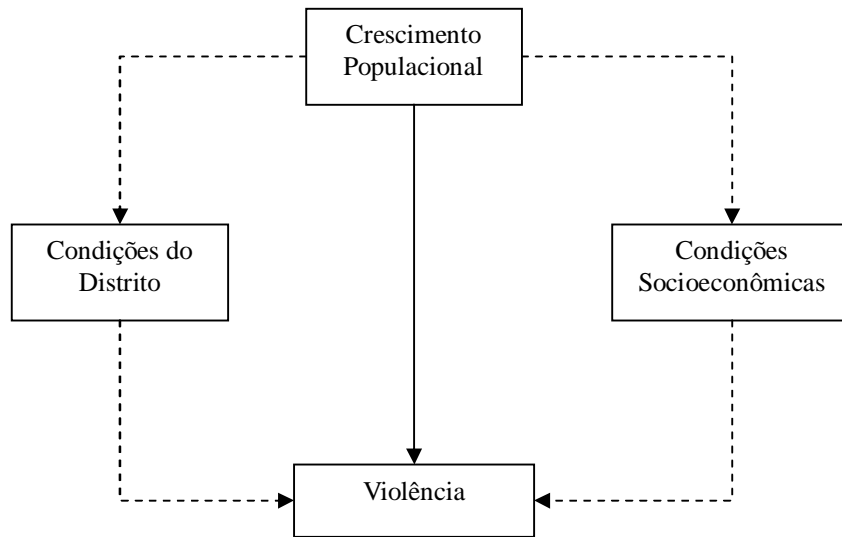 Crescimento
Populacional
Condições do
Distrito
Condições
Socioeconômicas
Violência